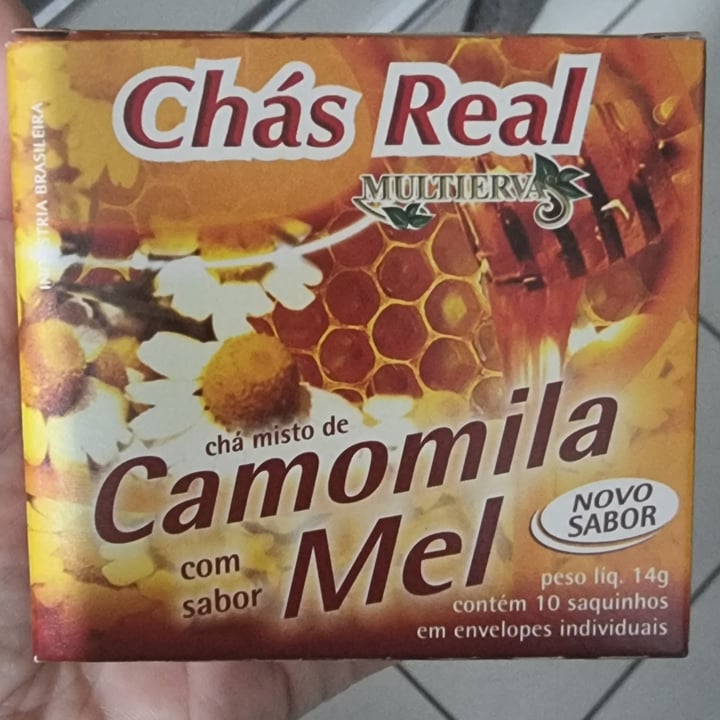 Chás Real
MULTIERVAS
INDÚSTRIA BRASILEIRA
chá misto de
Camomila
com
sabor
Mel
NOVO
SABOR
peso líq. 14g
contém 10 saquinhos
em envelopes individuais